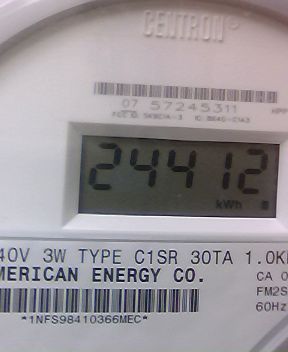 CENTRON®
07 57245311
24412
kWh
40V 3W TYPE C1SR 30TA 1.0K
MERICAN ENERGY CO.
CA 0
FM2S
60Hz
*1NFS98410366MEC*